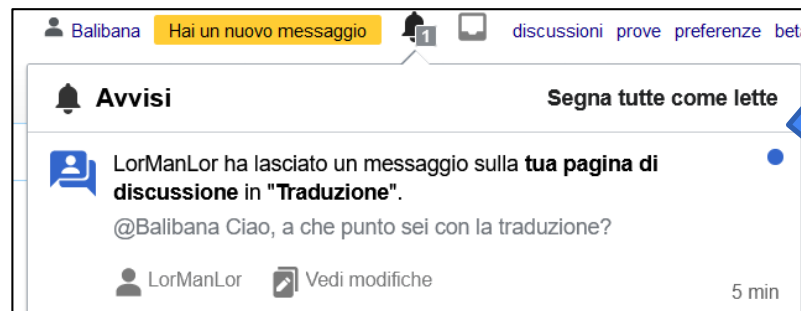 Balibana Hai un nuovo messaggio 1 discussioni prove preferenze beta
Avvisi Segna tutte come lette
LorManLor ha lasciato un messaggio sulla tua pagina di
discussione in "Traduzione".
@Balibana Ciao, a che punto sei con la traduzione?
LorManLor Vedi modifiche
5 min